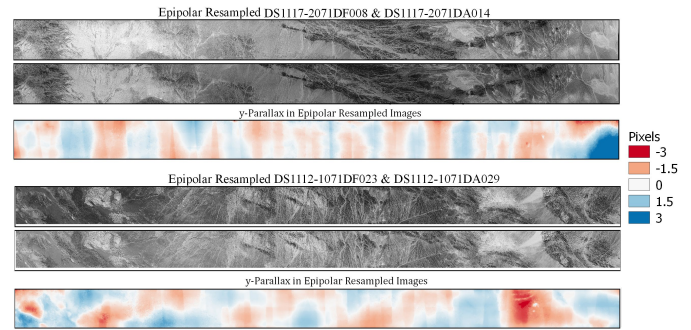 Epipolar Resampled DS1117-2071DF008 & DS1117-2071DA014
y-Parallax in Epipolar Resampled Images
Pixels
-3
-1.5
0
1.5
3
Epipolar Resampled DS1112-1071DF023 & DS1112-1071DA029
y-Parallax in Epipolar Resampled Images